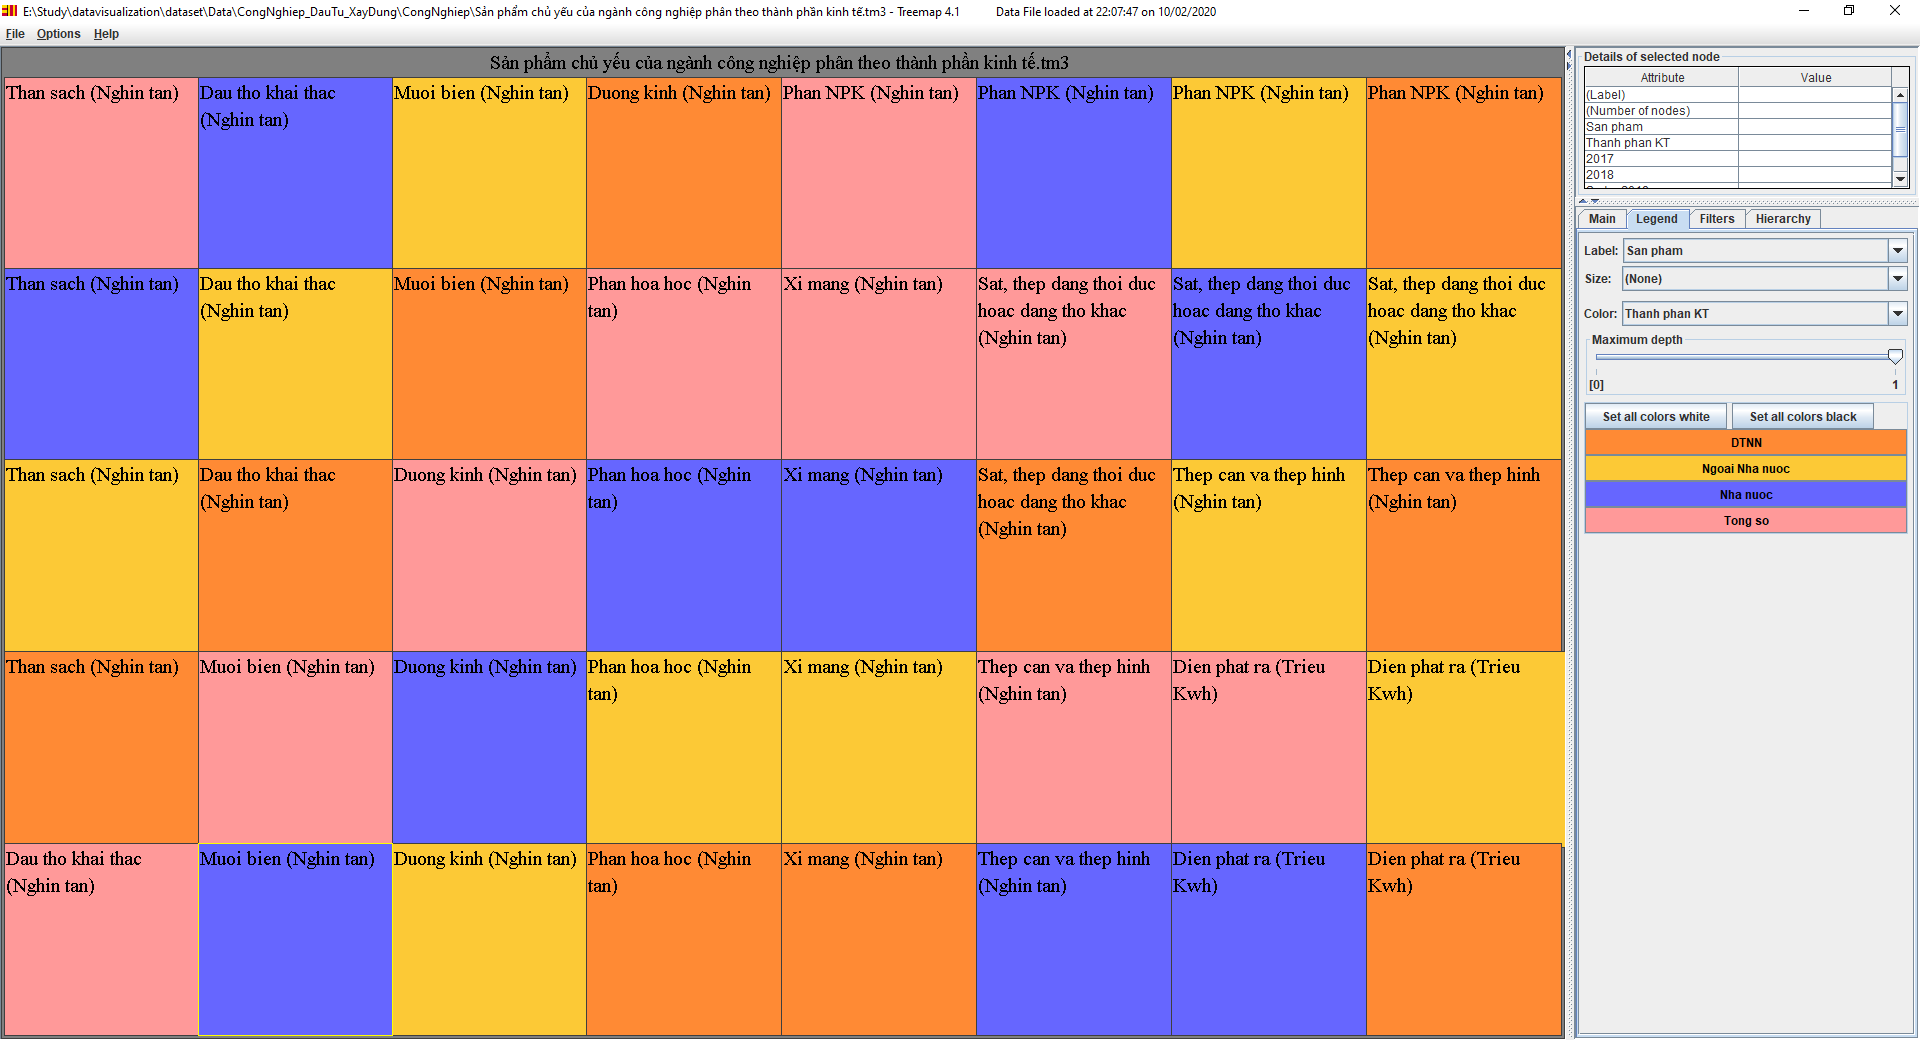 E:\Study\datavisualization\dataset\Data\CongNghiep_DauTu_XayDung\CongNghiep\Sản phẩm chủ yếu của ngành công nghiệp phân theo thành phần kinh tế.tm3 - Treemap 4.1 Data File loaded at 22:07:47 on 10/02/2020
File Options Help
Sản phẩm chủ yếu của ngành công nghiệp phân theo thành phần kinh tế.tm3
Than sach (Nghin tan)
Dau tho khai thac
(Nghin tan)
Muoi bien (Nghin tan)
Duong kinh (Nghin tan)
Phan NPK (Nghin tan)
Phan NPK (Nghin tan)
Phan NPK (Nghin tan)
Phan NPK (Nghin tan)
Than sach (Nghin tan)
Dau tho khai thac
(Nghin tan)
Muoi bien (Nghin tan)
Phan hoa hoc (Nghin
tan)
Xi mang (Nghin tan)
Sat, thep dang thoi duc
hoac dang tho khac
(Nghin tan)
Sat, thep dang thoi duc
hoac dang tho khac
(Nghin tan)
Sat, thep dang thoi duc
hoac dang tho khac
(Nghin tan)
Than sach (Nghin tan)
Dau tho khai thac
(Nghin tan)
Duong kinh (Nghin tan)
Phan hoa hoc (Nghin
tan)
Xi mang (Nghin tan)
Sat, thep dang thoi duc
hoac dang tho khac
(Nghin tan)
Thep can va thep hinh
(Nghin tan)
Thep can va thep hinh
(Nghin tan)
Than sach (Nghin tan)
Muoi bien (Nghin tan)
Duong kinh (Nghin tan)
Phan hoa hoc (Nghin
tan)
Xi mang (Nghin tan)
Thep can va thep hinh
(Nghin tan)
Dien phat ra (Trieu
Kwh)
Dien phat ra (Trieu
Kwh)
Dau tho khai thac
(Nghin tan)
Muoi bien (Nghin tan)
Duong kinh (Nghin tan)
Phan hoa hoc (Nghin
tan)
Xi mang (Nghin tan)
Thep can va thep hinh
(Nghin tan)
Dien phat ra (Trieu
Kwh)
Dien phat ra (Trieu
Kwh)
Details of selected node
Attribute Value
(Label)
(Number of nodes)
San pham
Thanh phan KT
2017
2018
Main Legend Filters Hierarchy
Label: San pham
Size: (None)
Color: Thanh phan KT
Maximum depth
[0] 1
Set all colors white Set all colors black
DTNN
Ngoai Nha nuoc
Nha nuoc
Tong so